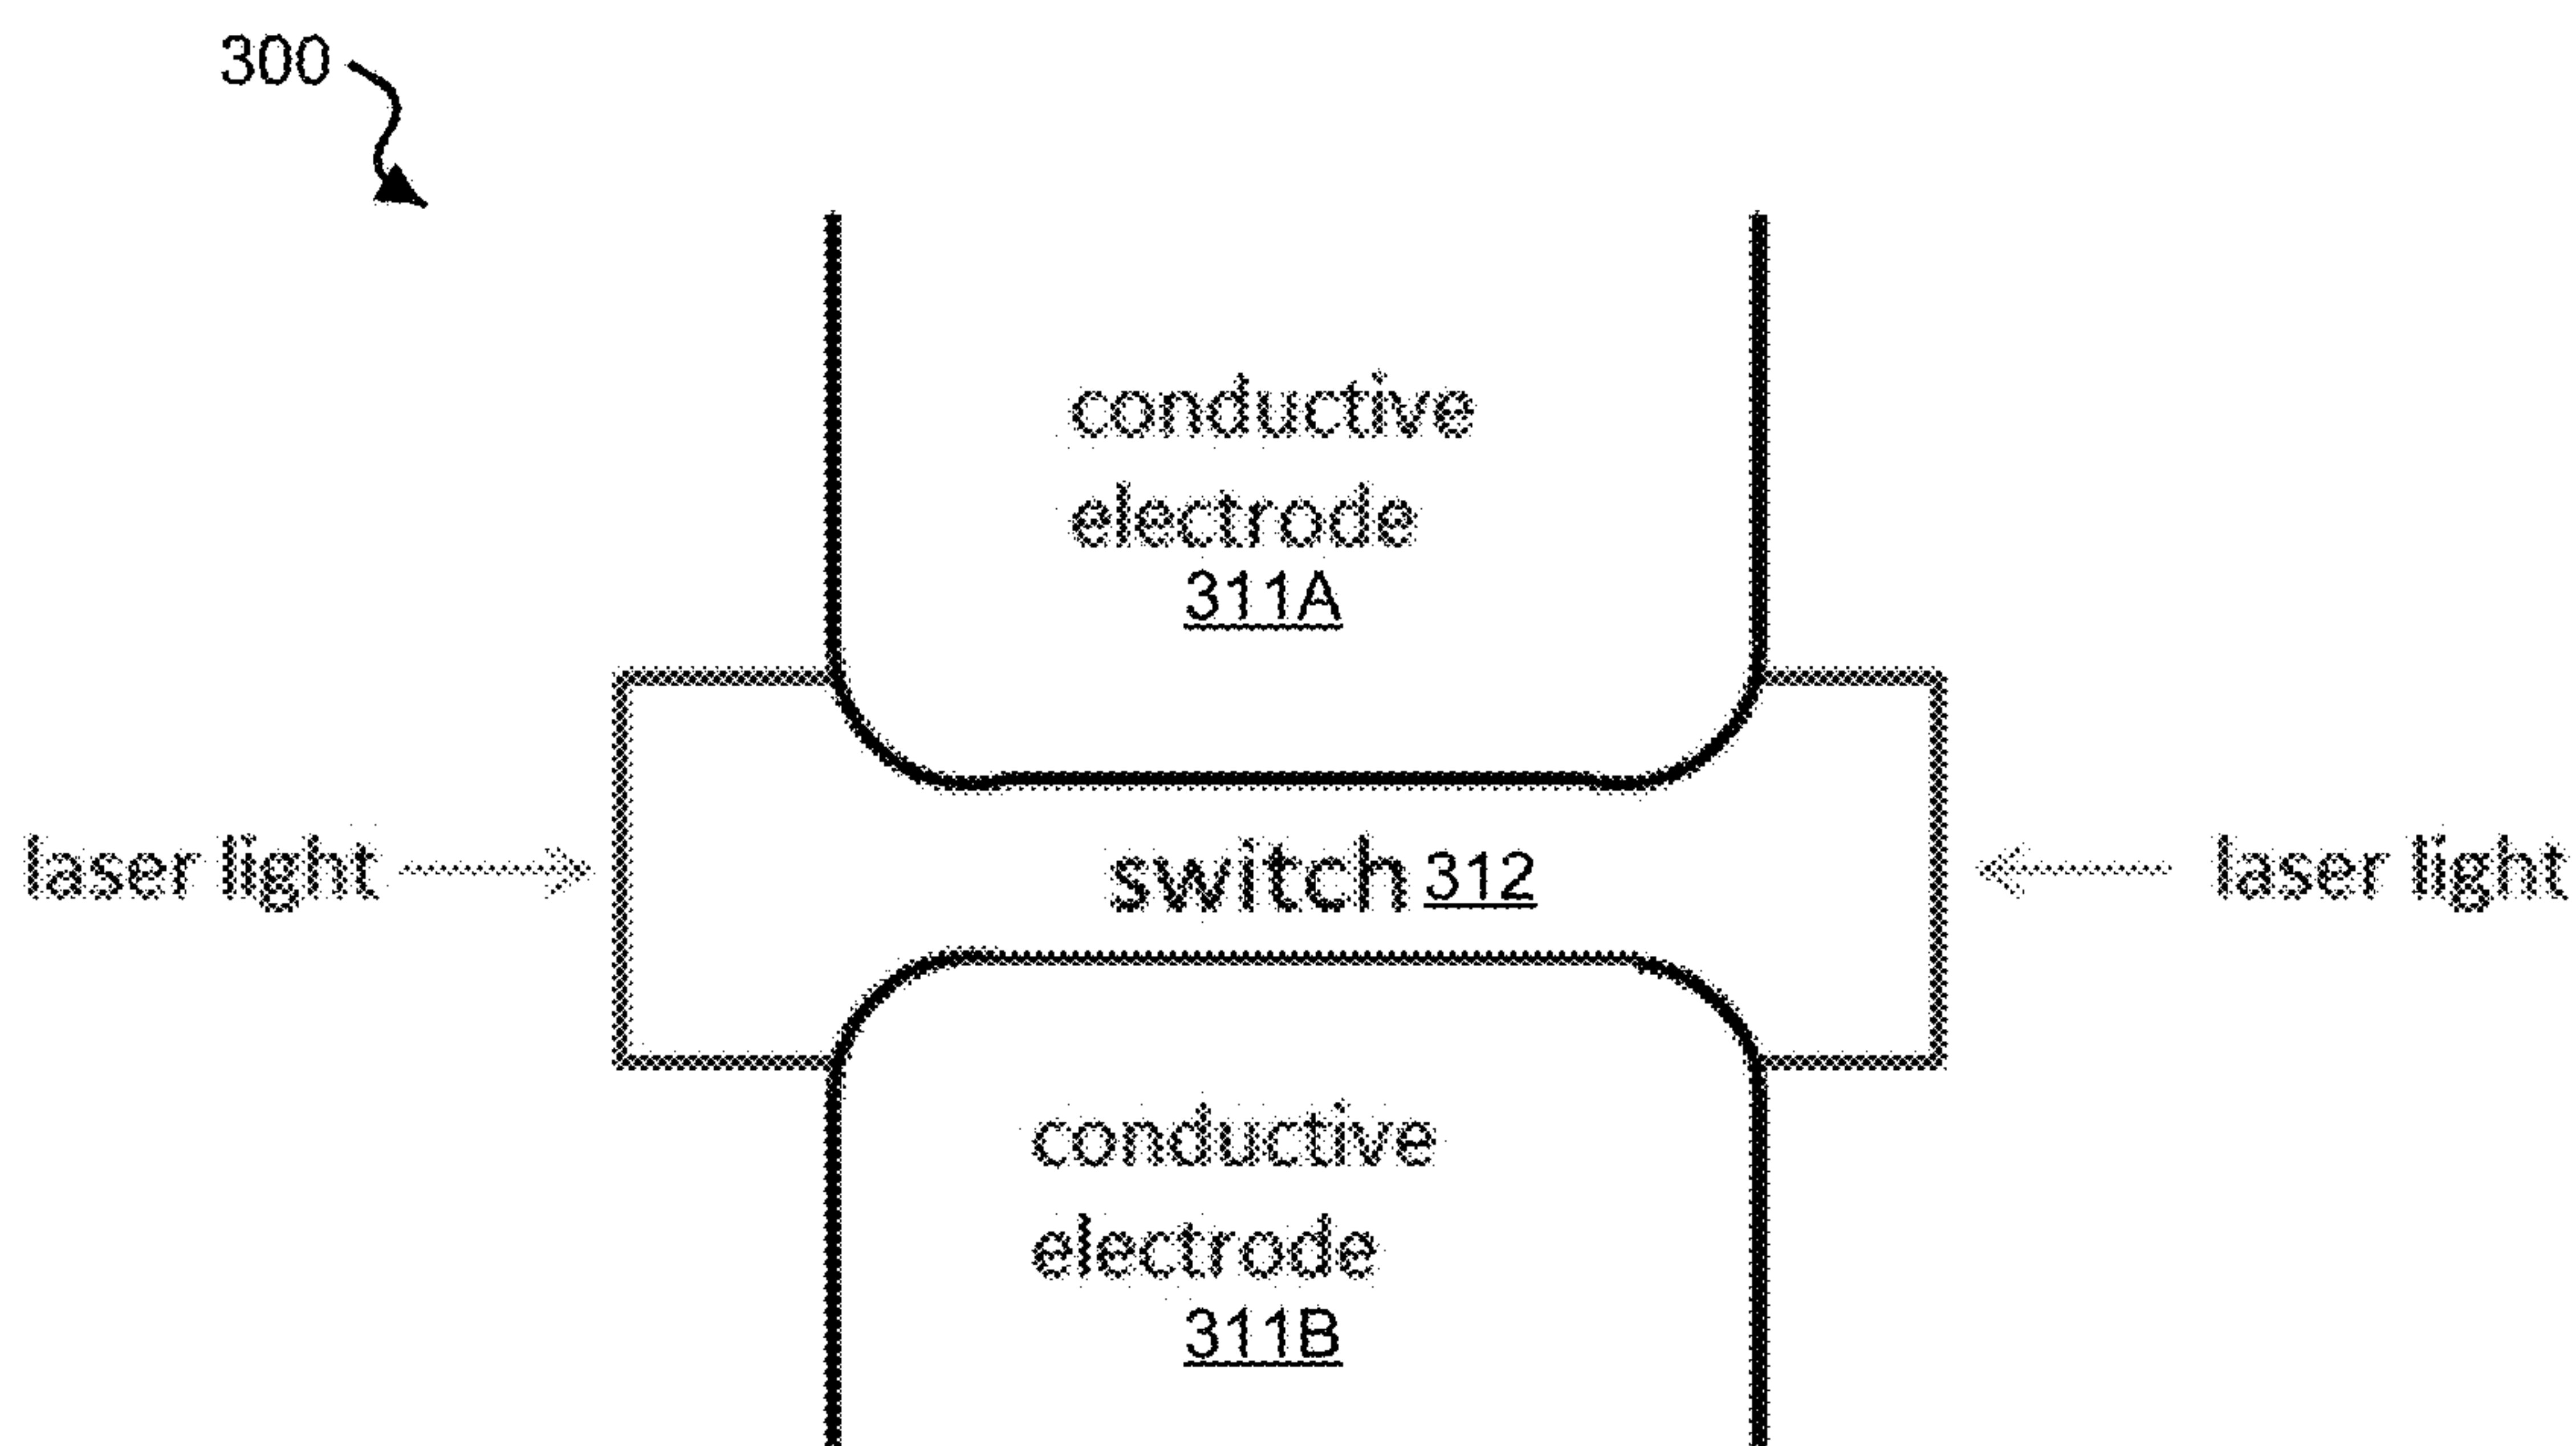 300
conductive
electrode
311A
laser light
switch 312
laser light
conductive
electrode
311B